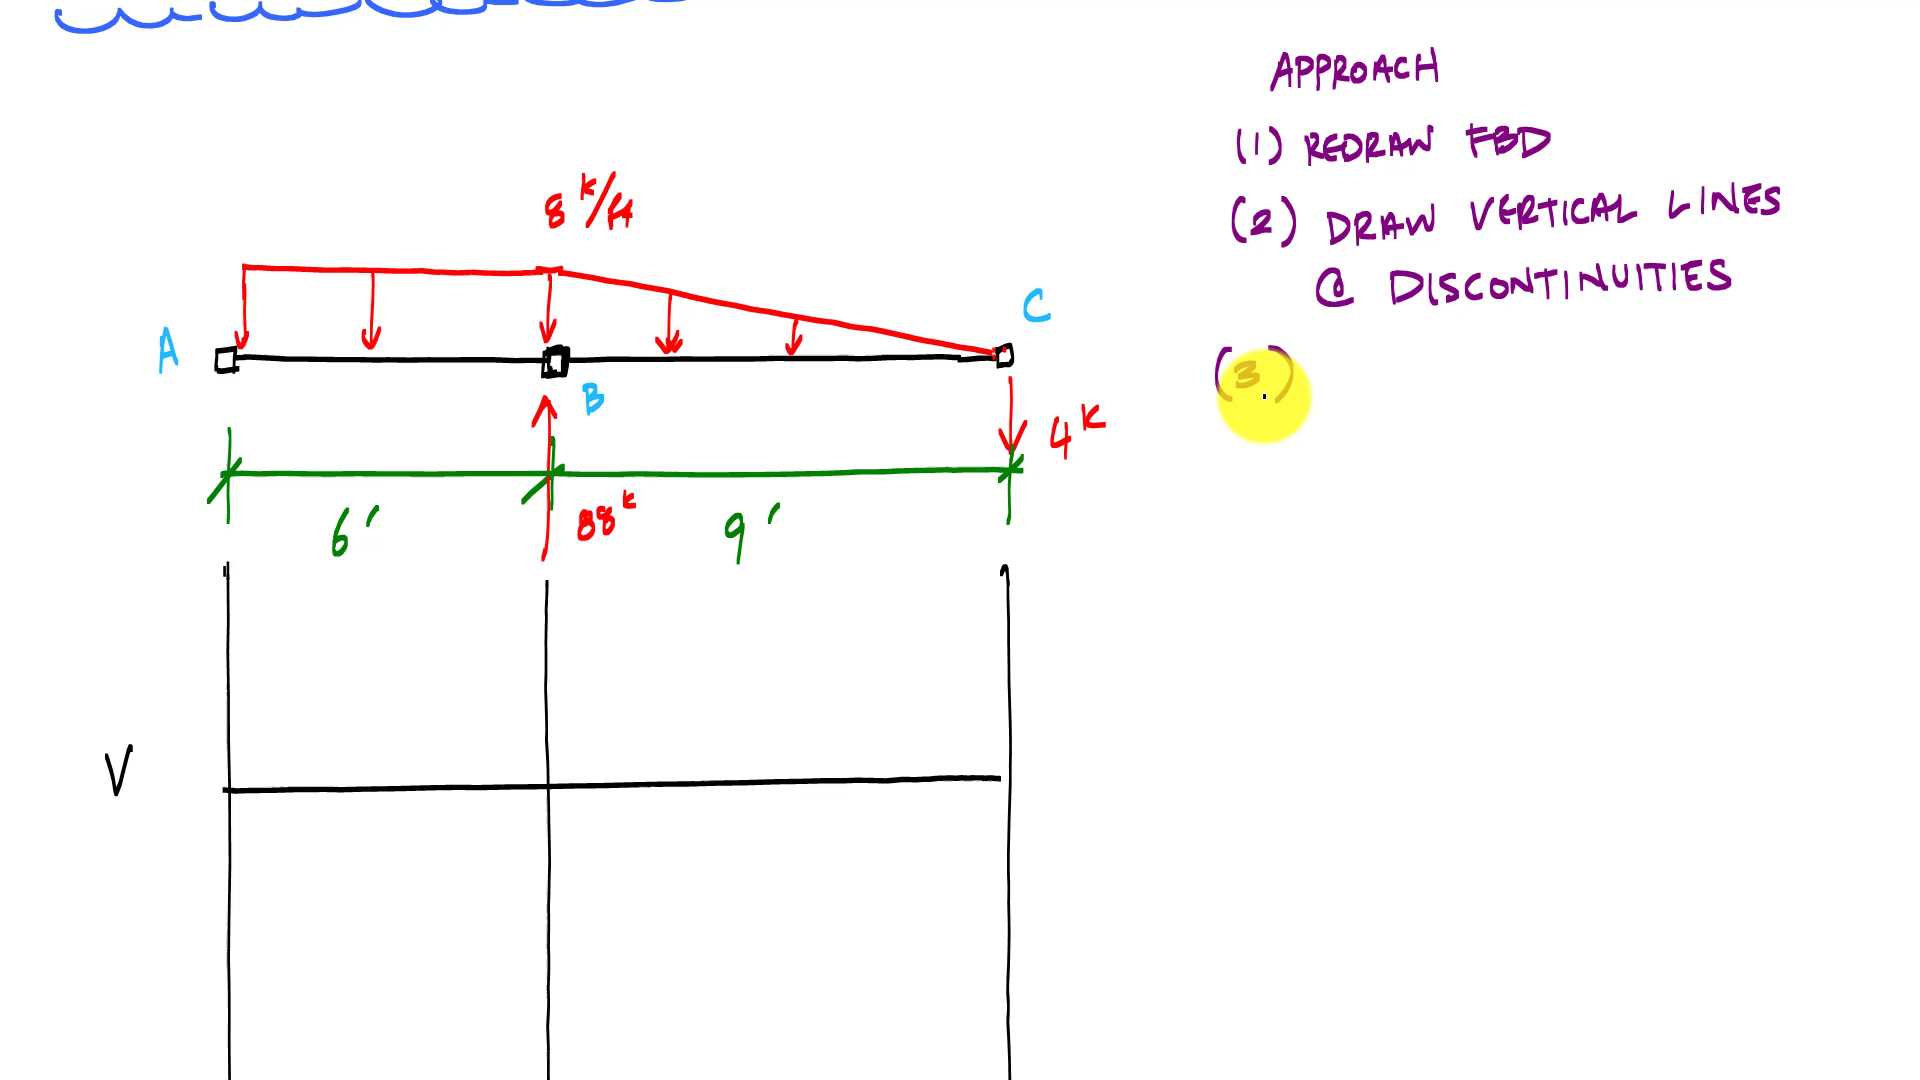 APPROACH
(1) REDRAW FBD
(2) DRAW VERTICAL LINES
@ DISCONTINUITIES
(3)
8 k/ft
A
B
C
4 k
6'
88 k
9'
V